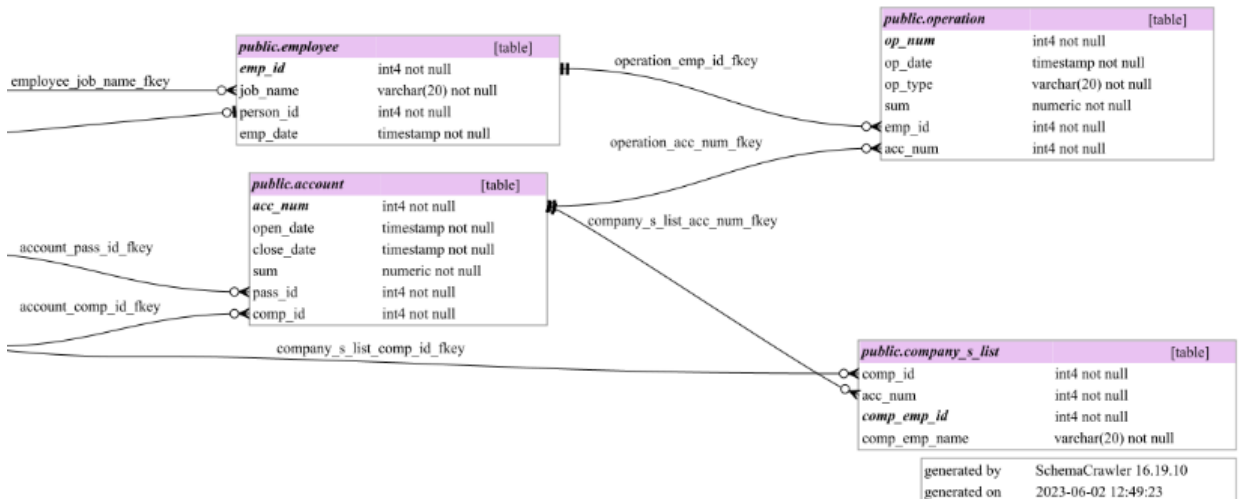 public.operation [table]
op_num int4 not null
op_date timestamp not null
op_type varchar(20) not null
sum numeric not null
emp_id int4 not null
acc_num int4 not null
public.employee [table]
emp_id int4 not null
job_name varchar(20) not null
person_id int4 not null
emp_date timestamp not null
employee_job_name_fkey
operation_emp_id_fkey
operation_acc_num_fkey
public.account [table]
acc_num int4 not null
open_date timestamp not null
close_date timestamp not null
sum numeric not null
pass_id int4 not null
comp_id int4 not null
company_s_list_acc_num_fkey
account_pass_id_fkey
account_comp_id_fkey
company_s_list_comp_id_fkey
public.company_s_list [table]
comp_id int4 not null
acc_num int4 not null
comp_emp_id int4 not null
comp_emp_name varchar(20) not null
generated by SchemaCrawler 16.19.10
generated on 2023-06-02 12:49:23